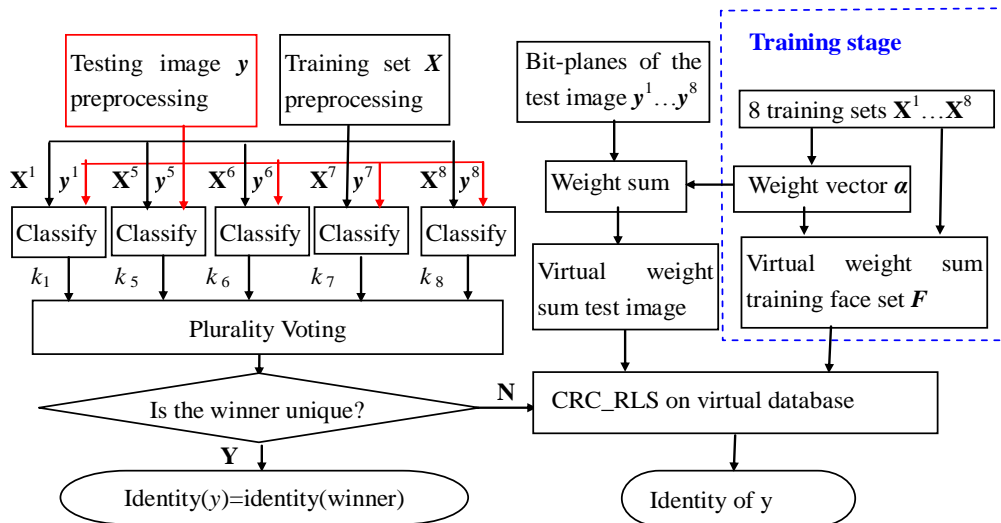 Testing image y
preprocessing
Training set X
preprocessing
X¹ y¹ X⁵ y⁵ X⁶ y⁶ X⁷ y⁷ X⁸ y⁸
Classify Classify Classify Classify Classify
k₁ k₅ k₆ k₇ k₈
Plurality Voting
Is the winner unique?
N
Y
Identity(y)=identity(winner)
Bit-planes of the
test image y¹…y⁸
Weight sum
Virtual weight
sum test image
Training stage
8 training sets X¹…X⁸
Weight vector α
Virtual weight sum
training face set F
CRC_RLS on virtual database
Identity of y